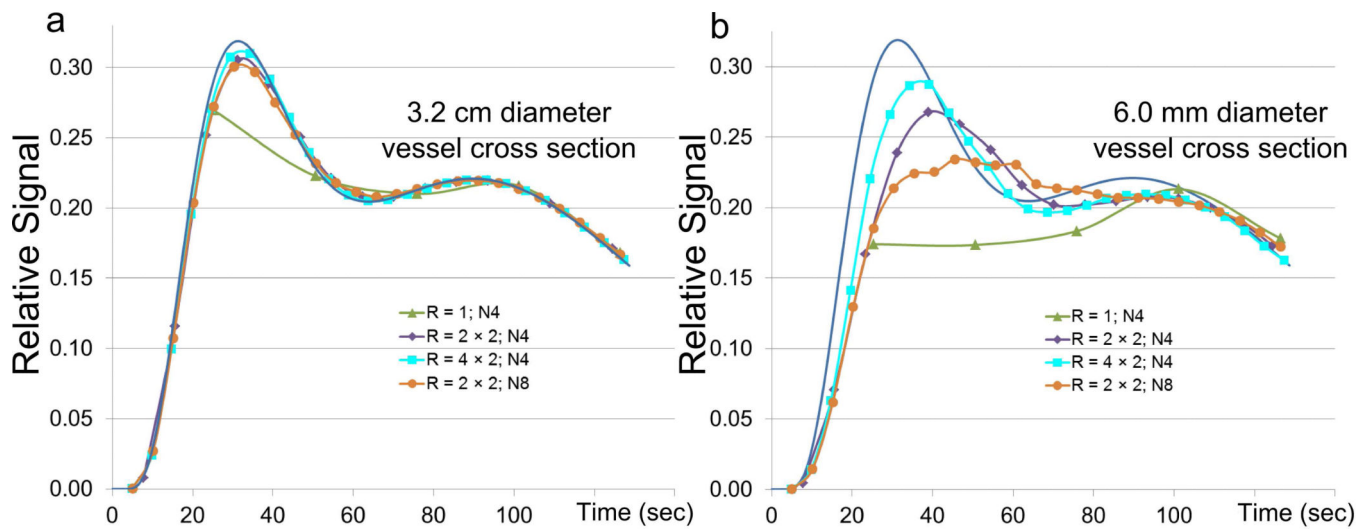 a
Relative Signal
0.30
0.25
0.20
0.15
0.10
0.05
0.00
3.2 cm diameter
vessel cross section
R = 1; N4
R = 2 × 2; N4
R = 4 × 2; N4
R = 2 × 2; N8
0 20 40 60 80 100 Time (sec)
b
Relative Signal
0.30
0.25
0.20
0.15
0.10
0.05
0.00
6.0 mm diameter
vessel cross section
R = 1; N4
R = 2 × 2; N4
R = 4 × 2; N4
R = 2 × 2; N8
0 20 40 60 80 100 Time (sec)